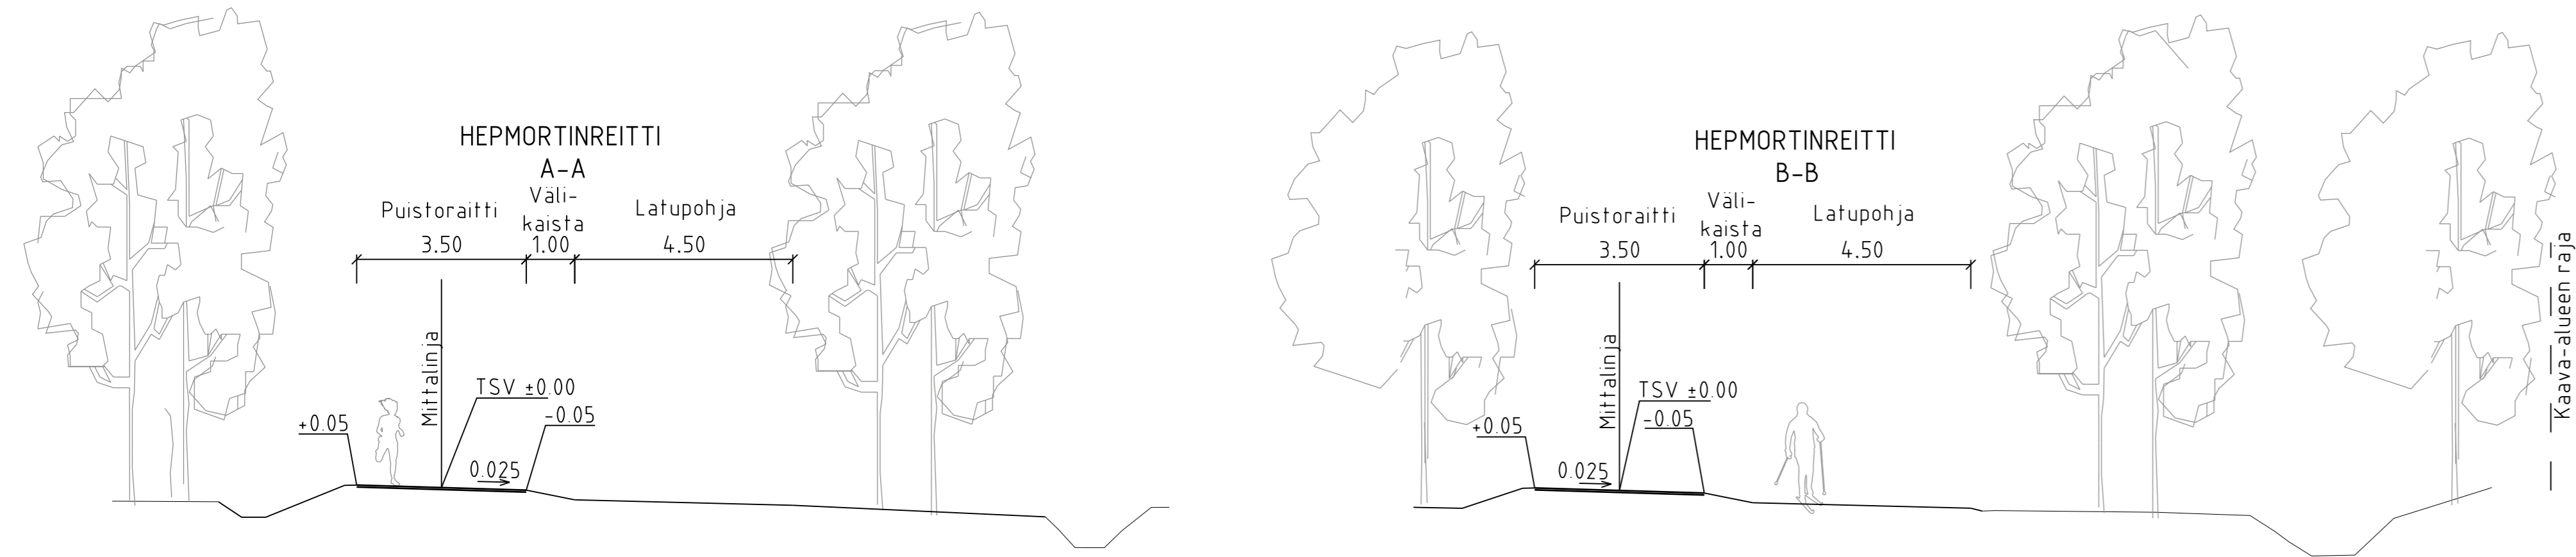 HEPMORTINREITTI
A-A
Puistoraitti
Väli-
kaista
Latupohja
3.50
1.00
4.50
Mittalinja
TSV ±0.00
+0.05
-0.05
0.025
HEPMORTINREITTI
B-B
Puistoraitti
Väli-
kaista
Latupohja
3.50
1.00
4.50
Mittalinja
TSV ±0.00
+0.05
-0.05
0.025
Kaava-alueen raja